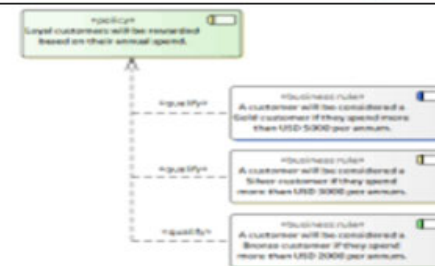 «policy»
Loyal customers will be rewarded
based on their annual spend.
«qualify»
«business rule»
A customer will be considered a
Gold customer if they spend more
than USD 5000 per annum.
«qualify»
«business rule»
A customer will be considered a
Silver customer if they spend
more than USD 3000 per annum.
«qualify»
«business rule»
A customer will be considered a
Bronze customer if they spend
more than USD 2000 per annum.